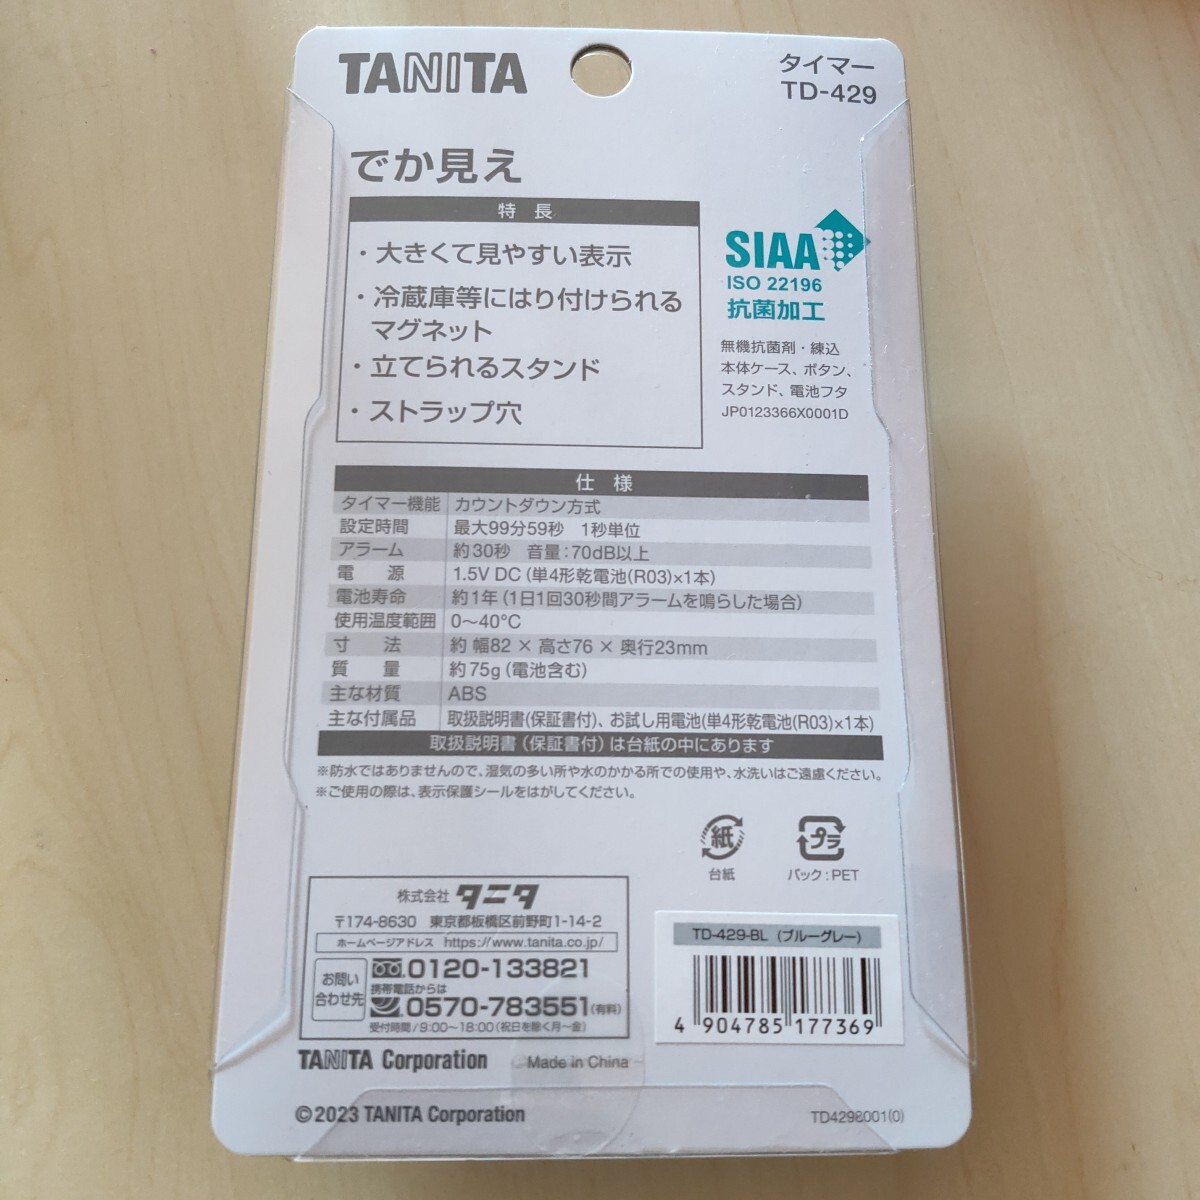 TANITA
タイマー
TD-429
でか見え
特長
・大きくて見やすい表示
・冷蔵庫等にはり付けられる
マグネット
・立てられるスタンド
・ストラップ穴
SIAA
ISO 22196
抗菌加工
無機抗菌剤・練込
本体ケース、ボタン、
スタンド、電池フタ
JP0123366X0001D
仕様
タイマー機能 カウントダウン方式
設定時間 最大99分59秒 1秒単位
アラーム 約30秒 音量:70dB以上
電源 1.5V DC (単4形乾電池(R03)×1本)
電池寿命 約1年 (1日1回30秒間アラームを鳴らした場合)
使用温度範囲 0〜40℃
寸法 約 幅82 × 高さ76 × 奥行23mm
質量 約75g (電池含む)
主な材質 ABS
主な付属品 取扱説明書(保証書付)、お試し用電池(単4形乾電池(R03)×1本)
取扱説明書 (保証書付) は台紙の中にあります
※防水ではありませんので、湿気の多い所や水のかかる所での使用や、水洗いはご遠慮ください。
※ご使用の際は、表示保護シールをはがしてください。
紙
台紙
プラ
パック:PET
株式会社 タニタ
〒174-8630 東京都板橋区前野町1-14-2
ホームページアドレス https://www.tanita.co.jp/
お問い
合わせ先
0120-133821
携帯電話からは
0570-783551(有料)
受付時間/9:00〜18:00(祝日を除く月〜金)
TD-429-BL (ブルーグレー)
4 904785 177369
TANITA Corporation
Made in China
©2023 TANITA Corporation
TD4298001(0)